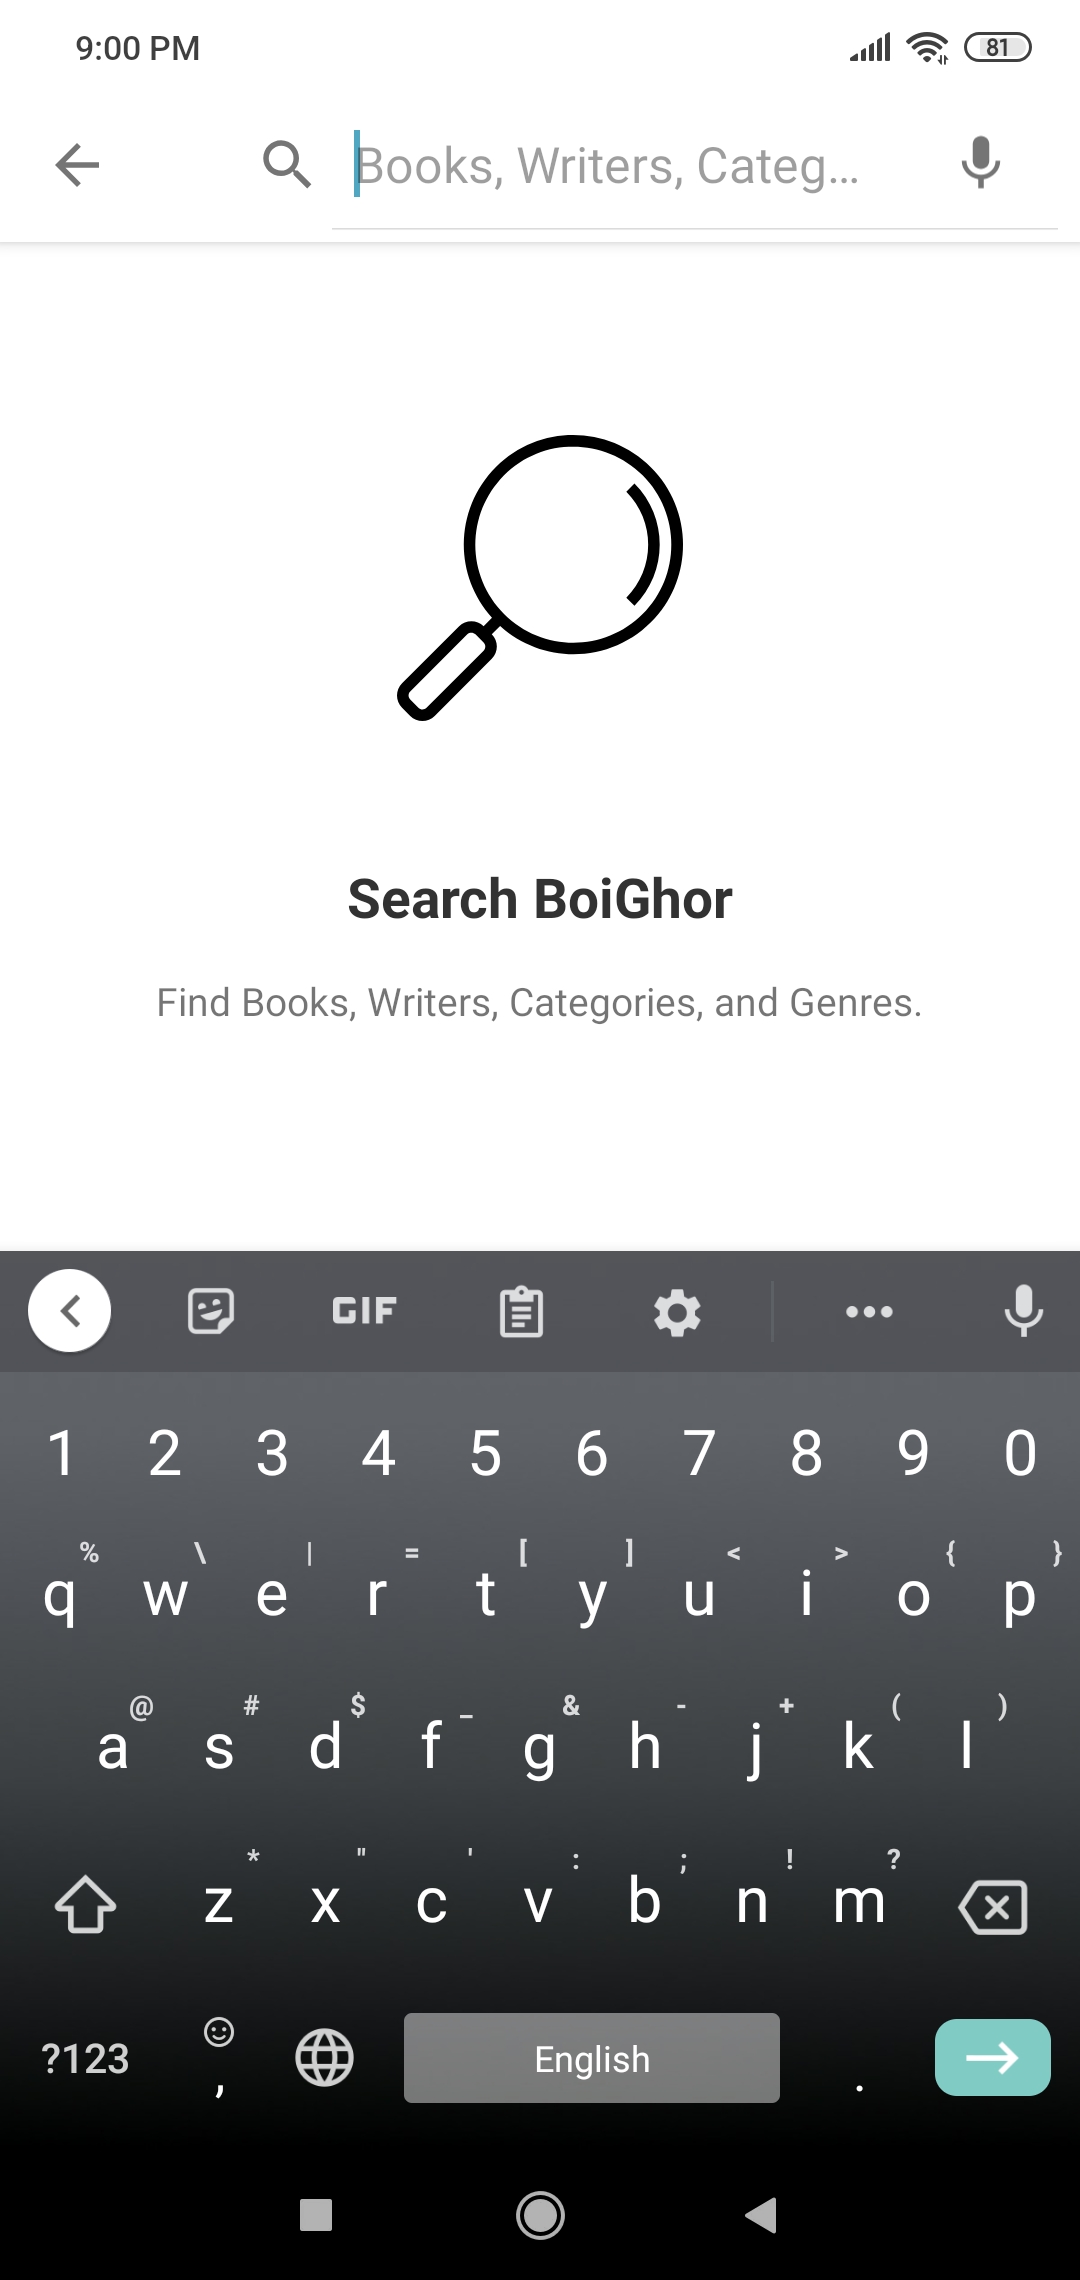 9:00 PM 81
Books, Writers, Categ...
Search BoiGhor
Find Books, Writers, Categories, and Genres.
GIF
1 2 3 4 5 6 7 8 9 0
% \ | = [ ] < > { }
q w e r t y u i o p
@ # $ _ & - + ( )
a s d f g h j k l
* " ' : ; ! ?
z x c v b n m
?123 , English .